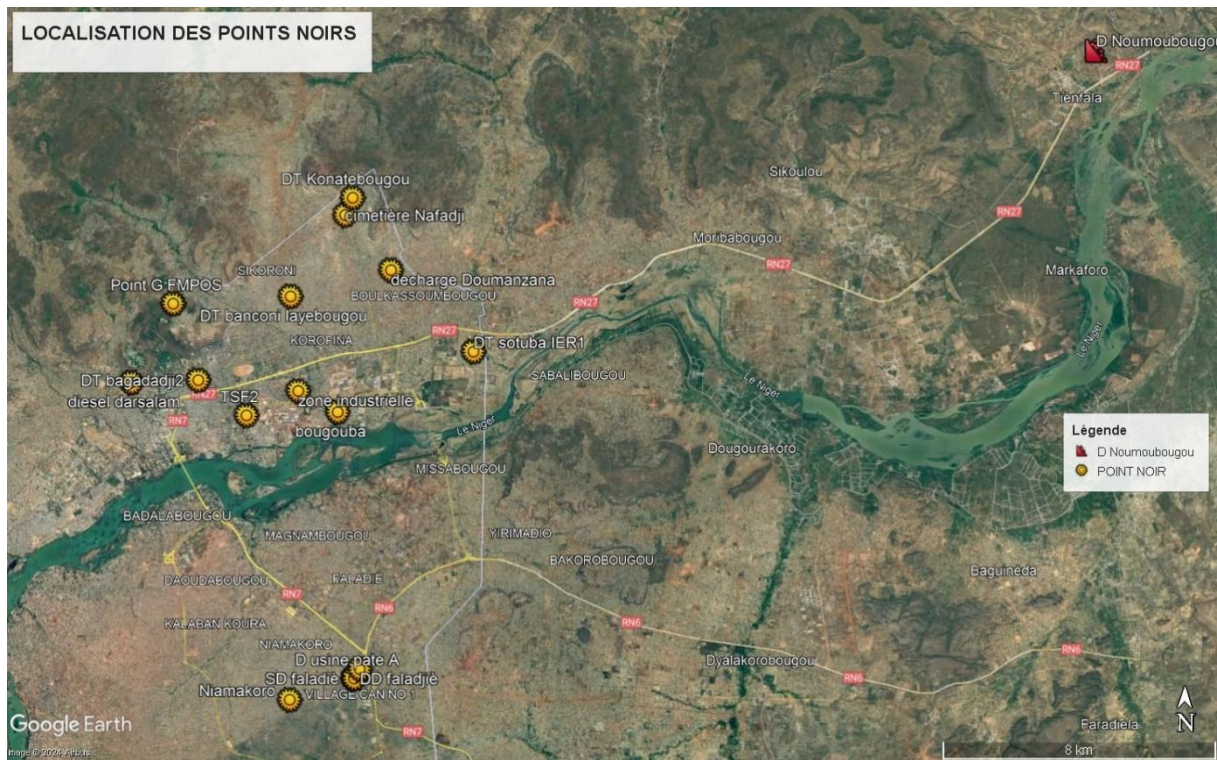 LOCALISATION DES POINTS NOIRS
D Noumoubougou
RN27
Tienfala
DT Konatebougou
Sikoulou
cimetière Nafadji
RN27
Moribabougou
SIKORONI
decharge Doumanzana
RN27
Markaforo
Point G FMPOS
BOULKASSOUMBOUGOU
DT banconi layebougou
RN27
RN27
KOROFINA
DT sotuba IER1
Le Niger
DT bagadadji2
SABALIBOUGOU
diesel darsalam
RN27
TSF2
zone industrielle
Le Niger
RN7
bougouba
Le Niger
Légende
D Noumoubougou
POINT NOIR
Dougourakoro
MISSABOUGOU
BADALABOUGOU
MAGNAMBOUGOU
YIRIMADIO
BAKOROBOUGOU
Baguinéda
DAOUDABOUGOU
FALADIE
RN7
RN6
KALABAN KOURA
RN6
NIAMAKORO
RN6
D usine pate A
Dyalakorobougou
SD faladié
DD faladjiè
RN6
Niamakoro
VILLAGE CAN NO 1
Google Earth
RN7
Faradiela
N
Image © 2024 Airbus
8 km